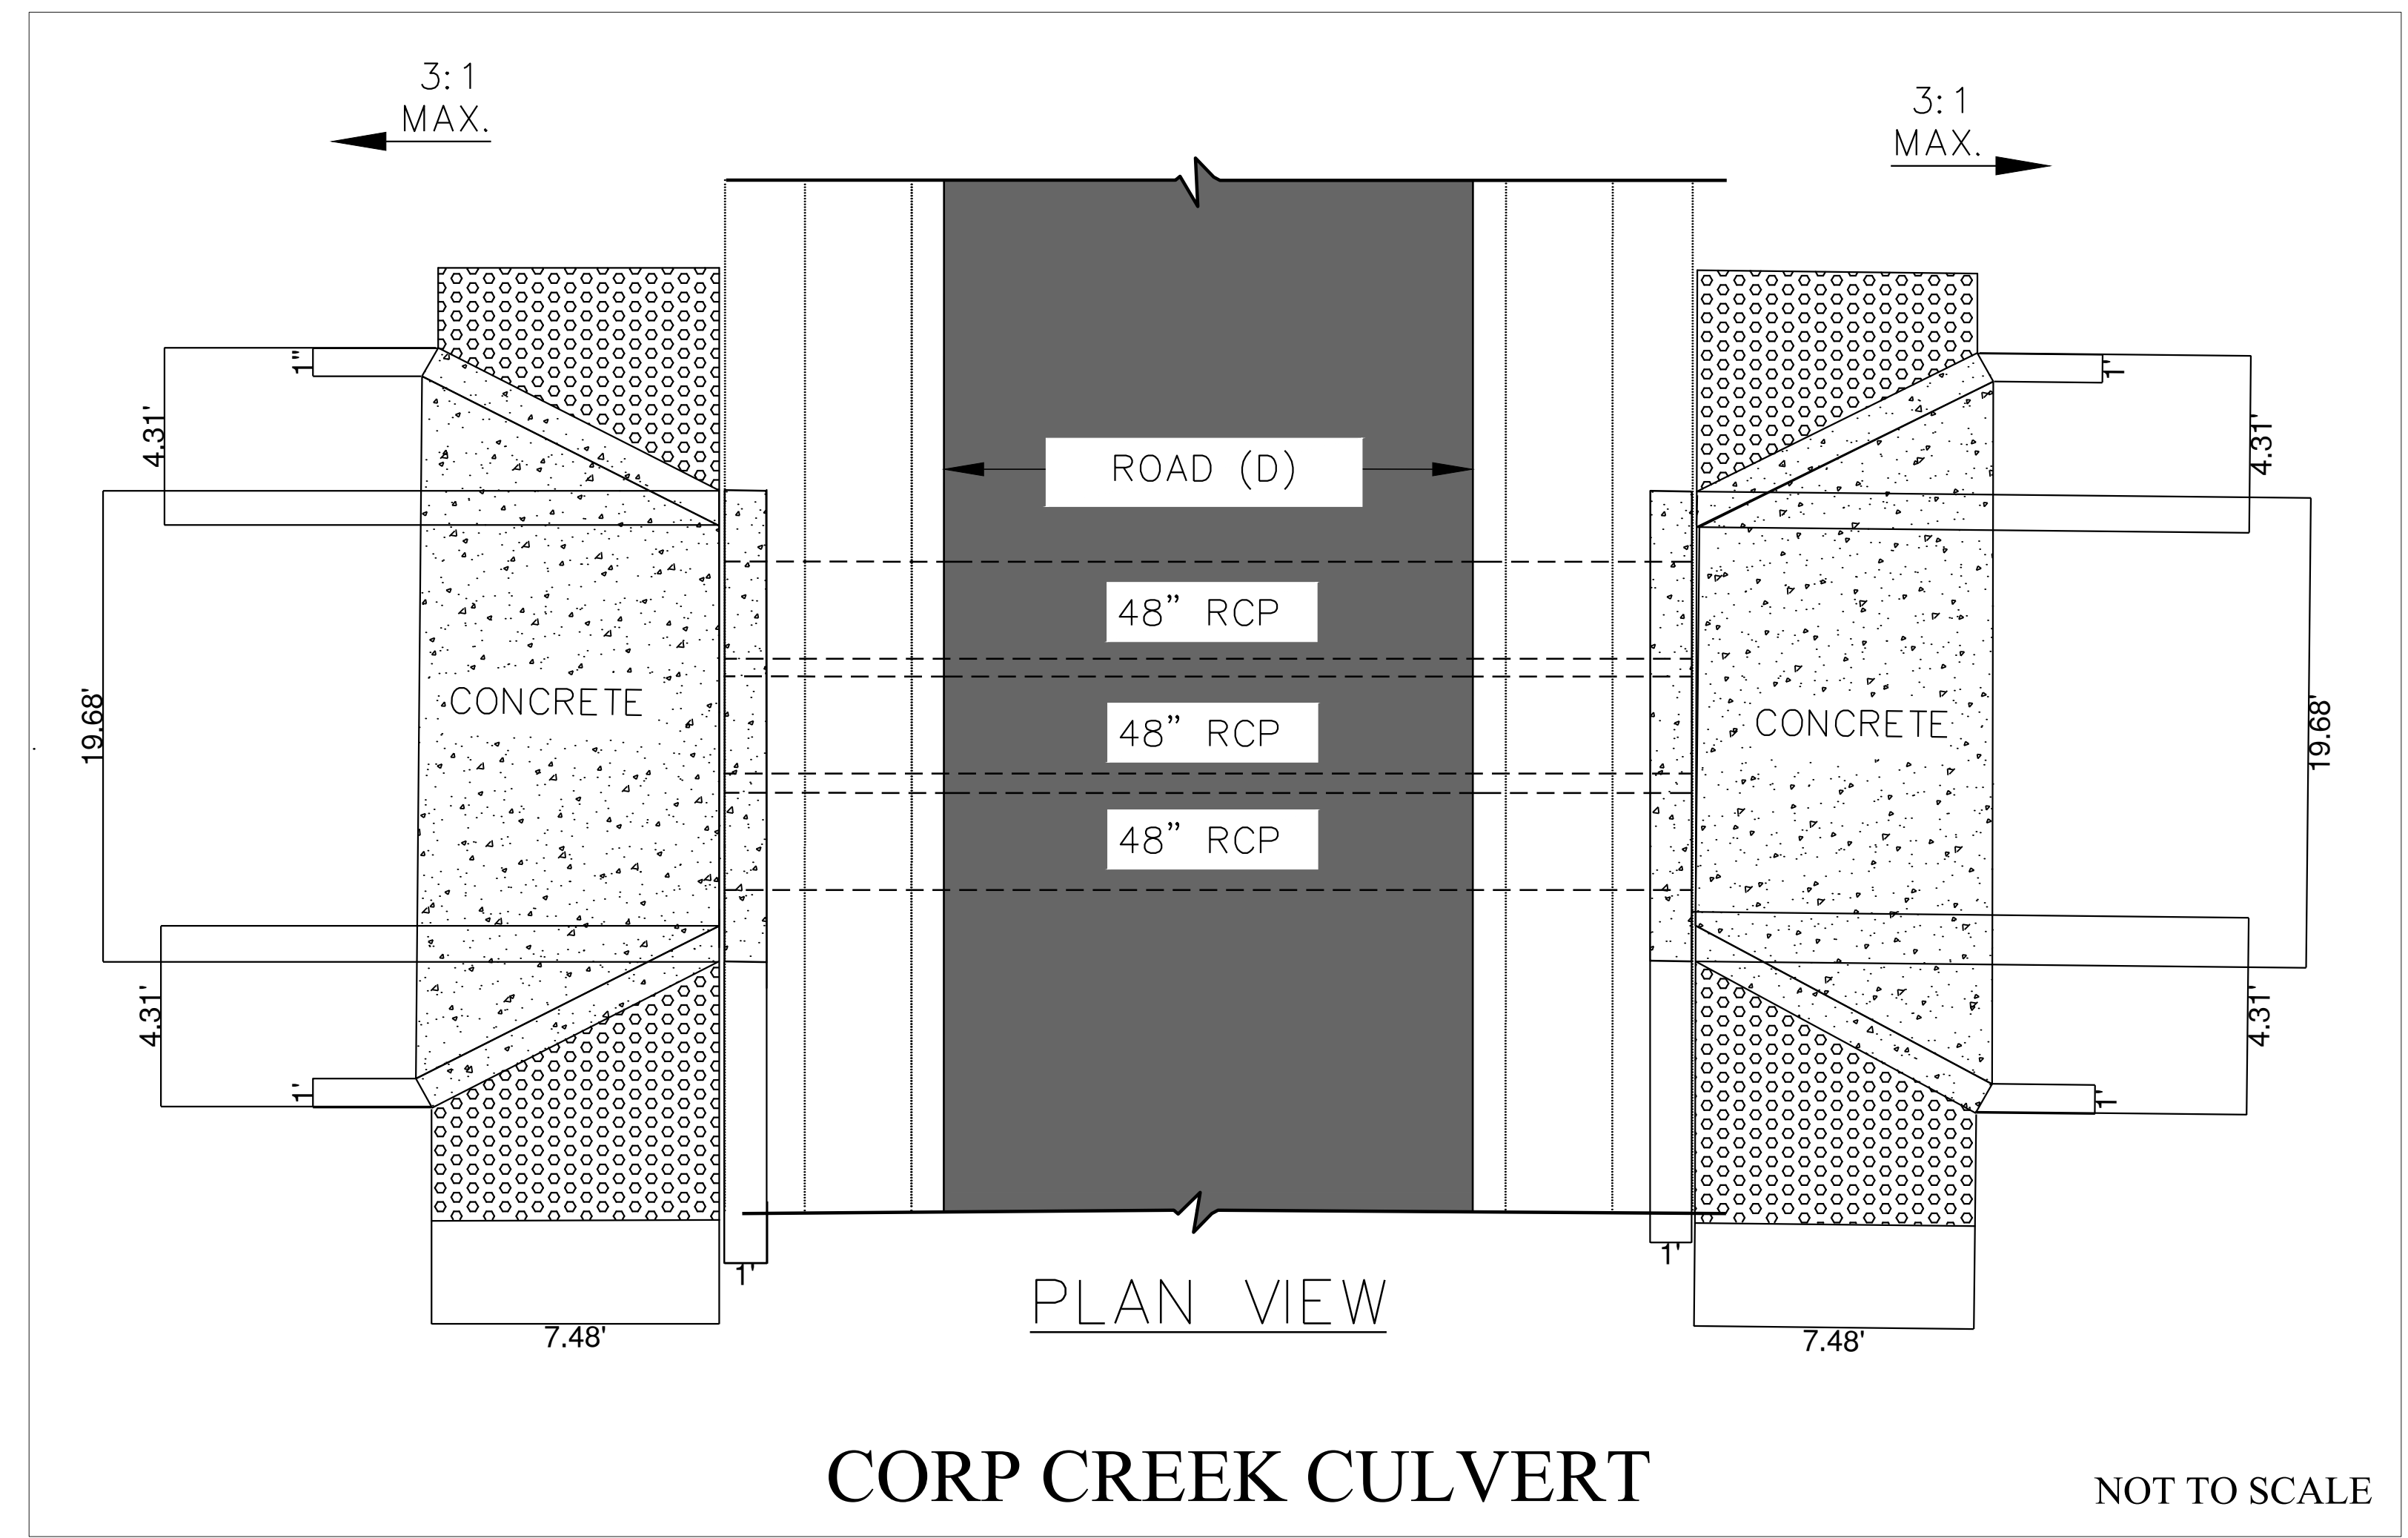 3:1
MAX.
3:1
MAX.
1"
1'
4.31'
4.31'
ROAD (D)
48” RCP
19.68'
CONCRETE
48” RCP
CONCRETE
19.68'
48” RCP
4.31'
4.31'
1'
1'
1'
1'
PLAN VIEW
7.48'
7.48'
CORP CREEK CULVERT
NOT TO SCALE